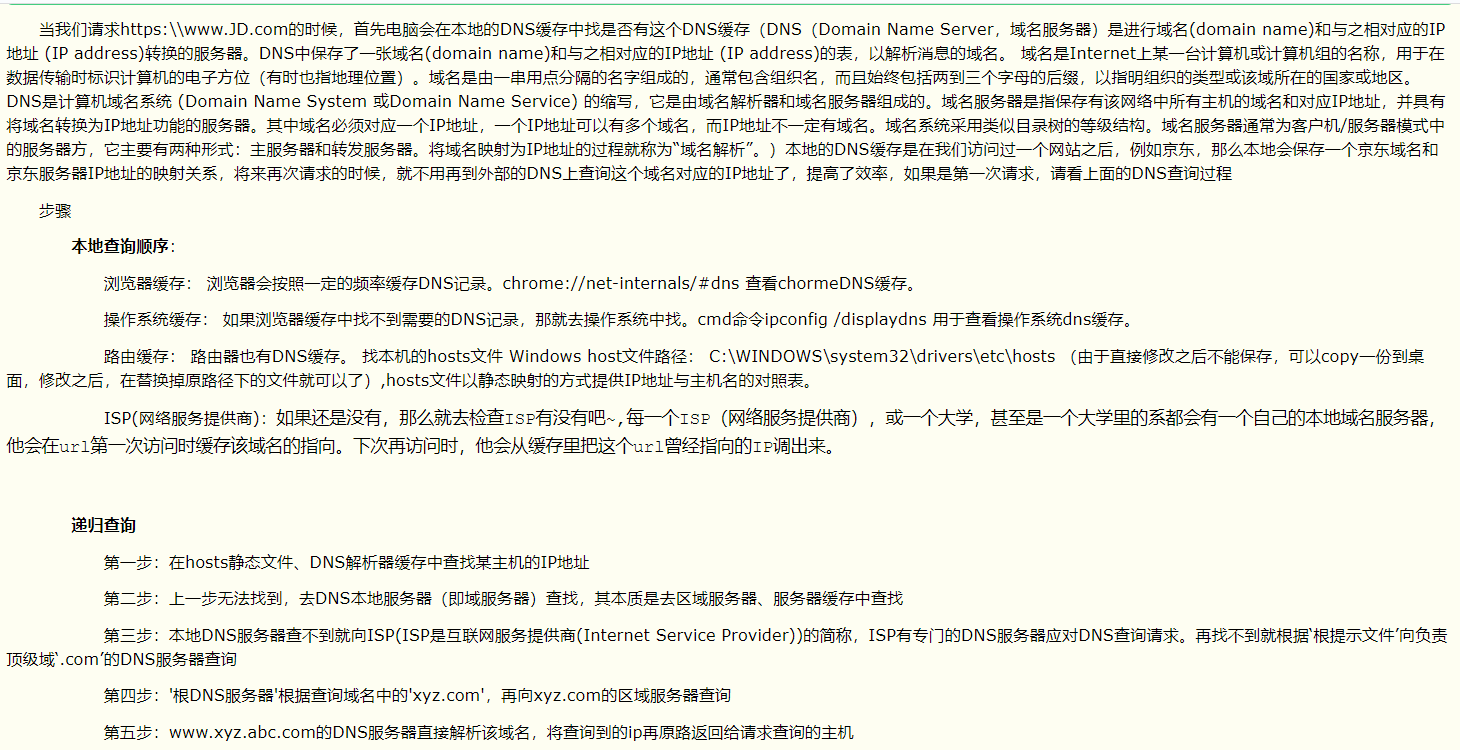 当我们请求https:\\www.JD.com的时候，首先电脑会在本地的DNS缓存中找是否有这个DNS缓存（DNS（Domain Name Server，域名服务器）是进行域名(domain name)和与之相对应的IP
地址 (IP address)转换的服务器。DNS中保存了一张域名(domain name)和与之相对应的IP地址 (IP address)的表，以解析消息的域名。 域名是Internet上某一台计算机或计算机组的名称，用于在
数据传输时标识计算机的电子方位（有时也指地理位置）。域名是由一串用点分隔的名字组成的，通常包含组织名，而且始终包括两到三个字母的后缀，以指明组织的类型或该域所在的国家或地区。
DNS是计算机域名系统 (Domain Name System 或Domain Name Service) 的缩写，它是由域名解析器和域名服务器组成的。域名服务器是指保存有该网络中所有主机的域名和对应IP地址，并具有
将域名转换为IP地址功能的服务器。其中域名必须对应一个IP地址，一个IP地址可以有多个域名，而IP地址不一定有域名。域名系统采用类似目录树的等级结构。域名服务器通常为客户机/服务器模式中
的服务器方，它主要有两种形式：主服务器和转发服务器。将域名映射为IP地址的过程就称为“域名解析”。）本地的DNS缓存是在我们访问过一个网站之后，例如京东，那么本地会保存一个京东域名和
京东服务器IP地址的映射关系，将来再次请求的时候，就不用再到外部的DNS上查询这个域名对应的IP地址了，提高了效率，如果是第一次请求，请看上面的DNS查询过程
步骤
本地查询顺序：
浏览器缓存： 浏览器会按照一定的频率缓存DNS记录。chrome://net-internals/#dns 查看chormeDNS缓存。
操作系统缓存： 如果浏览器缓存中找不到需要的DNS记录，那就去操作系统中找。cmd命令ipconfig /displaydns 用于查看操作系统dns缓存。
路由缓存： 路由器也有DNS缓存。 找本机的hosts文件 Windows host文件路径： C:\WINDOWS\system32\drivers\etc\hosts （由于直接修改之后不能保存，可以copy一份到桌
面，修改之后，在替换掉原路径下的文件就可以了）,hosts文件以静态映射的方式提供IP地址与主机名的对照表。
ISP(网络服务提供商)：如果还是没有，那么就去检查ISP有没有吧~,每一个ISP（网络服务提供商），或一个大学，甚至是一个大学里的系都会有一个自己的本地域名服务器，
他会在url第一次访问时缓存该域名的指向。下次再访问时，他会从缓存里把这个url曾经指向的IP调出来。
递归查询
第一步：在hosts静态文件、DNS解析器缓存中查找某主机的IP地址
第二步：上一步无法找到，去DNS本地服务器（即域服务器）查找，其本质是去区域服务器、服务器缓存中查找
第三步：本地DNS服务器查不到就向ISP(ISP是互联网服务提供商(Internet Service Provider))的简称，ISP有专门的DNS服务器应对DNS查询请求。再找不到就根据‘根提示文件’向负责
顶级域‘.com’的DNS服务器查询
第四步：'根DNS服务器'根据查询域名中的'xyz.com'，再向xyz.com的区域服务器查询
第五步：www.xyz.abc.com的DNS服务器直接解析该域名，将查询到的ip再原路返回给请求查询的主机